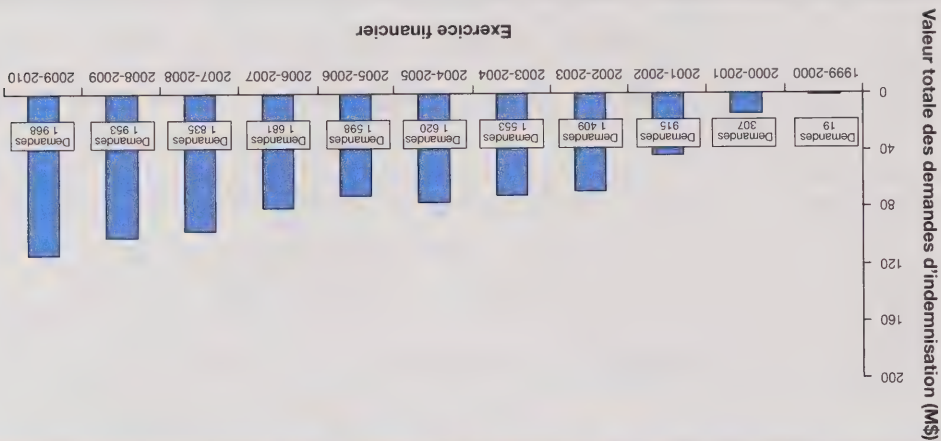 Valeur totale des demandes d'indemnisation (M$)
200
160
120
80
40
0
Demandes
19
Demandes
307
Demandes
915
Demandes
1 409
Demandes
1 553
Demandes
1 620
Demandes
1 598
Demandes
1 681
Demandes
1 835
Demandes
1 953
Demandes
1 968
1999-2000 2000-2001 2001-2002 2002-2003 2003-2004 2004-2005 2005-2006 2006-2007 2007-2008 2008-2009 2009-2010
Exercice financier